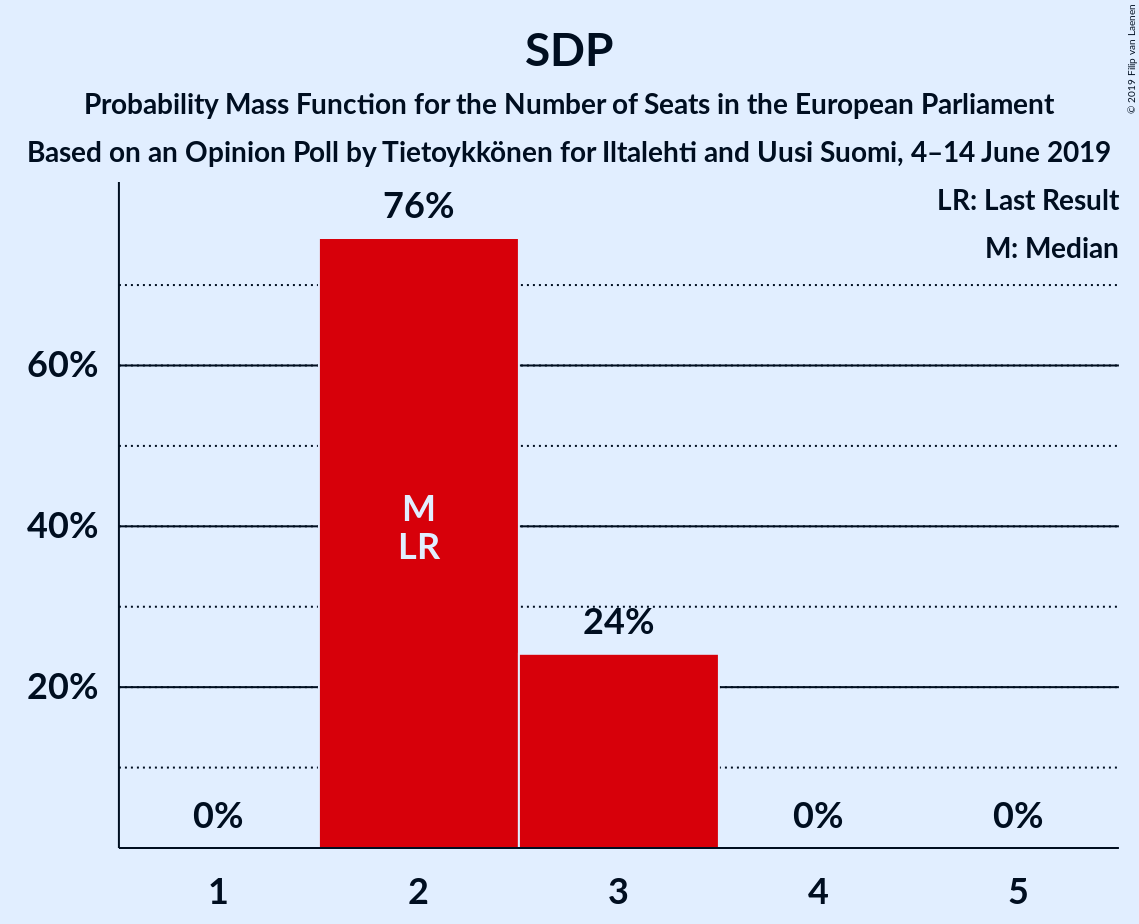 SDP
Probability Mass Function for the Number of Seats in the European Parliament
Based on an Opinion Poll by Tietoykkönen for Iltalehti and Uusi Suomi, 4–14 June 2019
© 2019 Filip van Laenen
LR: Last Result
M: Median
76%
60%
M
40%
LR
24%
20%
0%
0%
0%
1
2
3
4
5